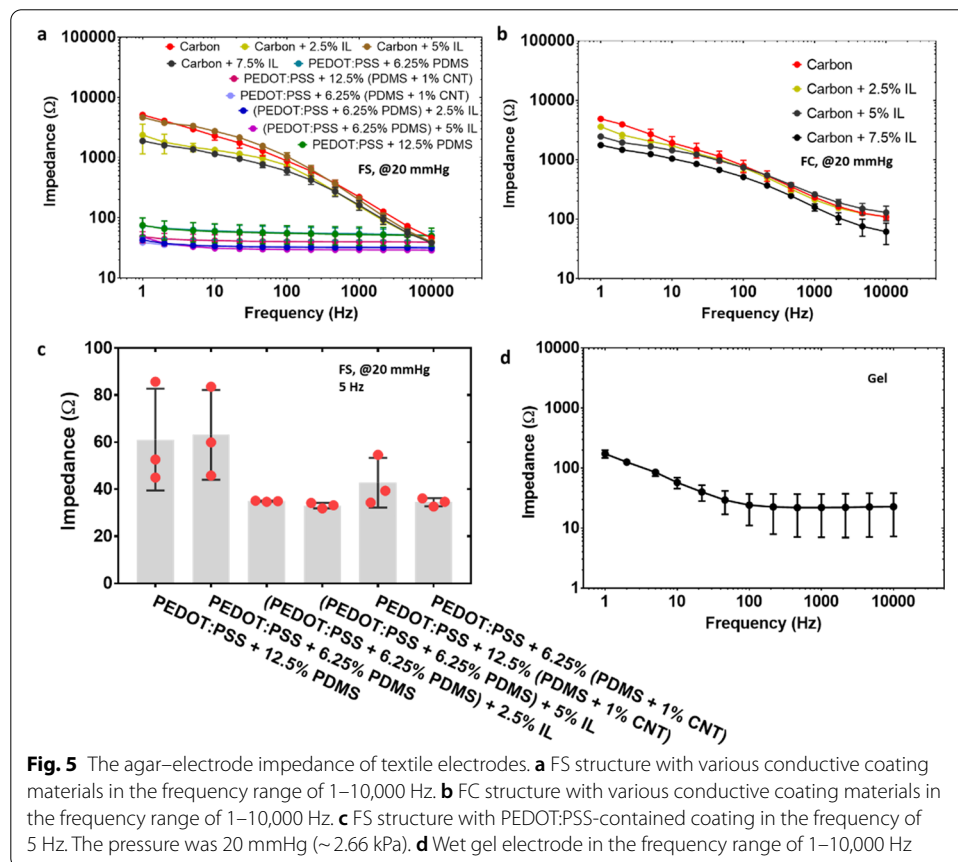 a
100000
10000
1000
100
10
Impedance (Ω)
Carbon Carbon + 2.5% IL Carbon + 5% IL
Carbon + 7.5% IL PEDOT:PSS + 6.25% PDMS
PEDOT:PSS + 12.5% (PDMS + 1% CNT)
PEDOT:PSS + 6.25% (PDMS + 1% CNT)
(PEDOT:PSS + 6.25% PDMS) + 2.5% IL
(PEDOT:PSS + 6.25% PDMS) + 5% IL
PEDOT:PSS + 12.5% PDMS
FS, @20 mmHg
1 10 100 1000 10000
Frequency (Hz)
b
100000
10000
1000
100
10
Impedance (Ω)
Carbon
Carbon + 2.5% IL
Carbon + 5% IL
Carbon + 7.5% IL
FC, @20 mmHg
1 10 100 1000 10000
Frequency (Hz)
c
100
80
60
40
20
0
Impedance (Ω)
FS, @20 mmHg
5 Hz
PEDOT:PSS + 12.5% PDMS
PEDOT:PSS + 6.25% PDMS
(PEDOT:PSS + 6.25% PDMS) + 2.5% IL
(PEDOT:PSS + 6.25% PDMS) + 5% IL
PEDOT:PSS + 12.5% (PDMS + 1% CNT)
PEDOT:PSS + 6.25% (PDMS + 1% CNT)
d
10000
1000
100
10
1
Impedance (Ω)
Gel
1 10 100 1000 10000
Frequency (Hz)
Fig. 5 The agar–electrode impedance of textile electrodes. a FS structure with various conductive coating
materials in the frequency range of 1–10,000 Hz. b FC structure with various conductive coating materials in
the frequency range of 1–10,000 Hz. c FS structure with PEDOT:PSS-contained coating in the frequency of
5 Hz. The pressure was 20 mmHg (~ 2.66 kPa). d Wet gel electrode in the frequency range of 1–10,000 Hz